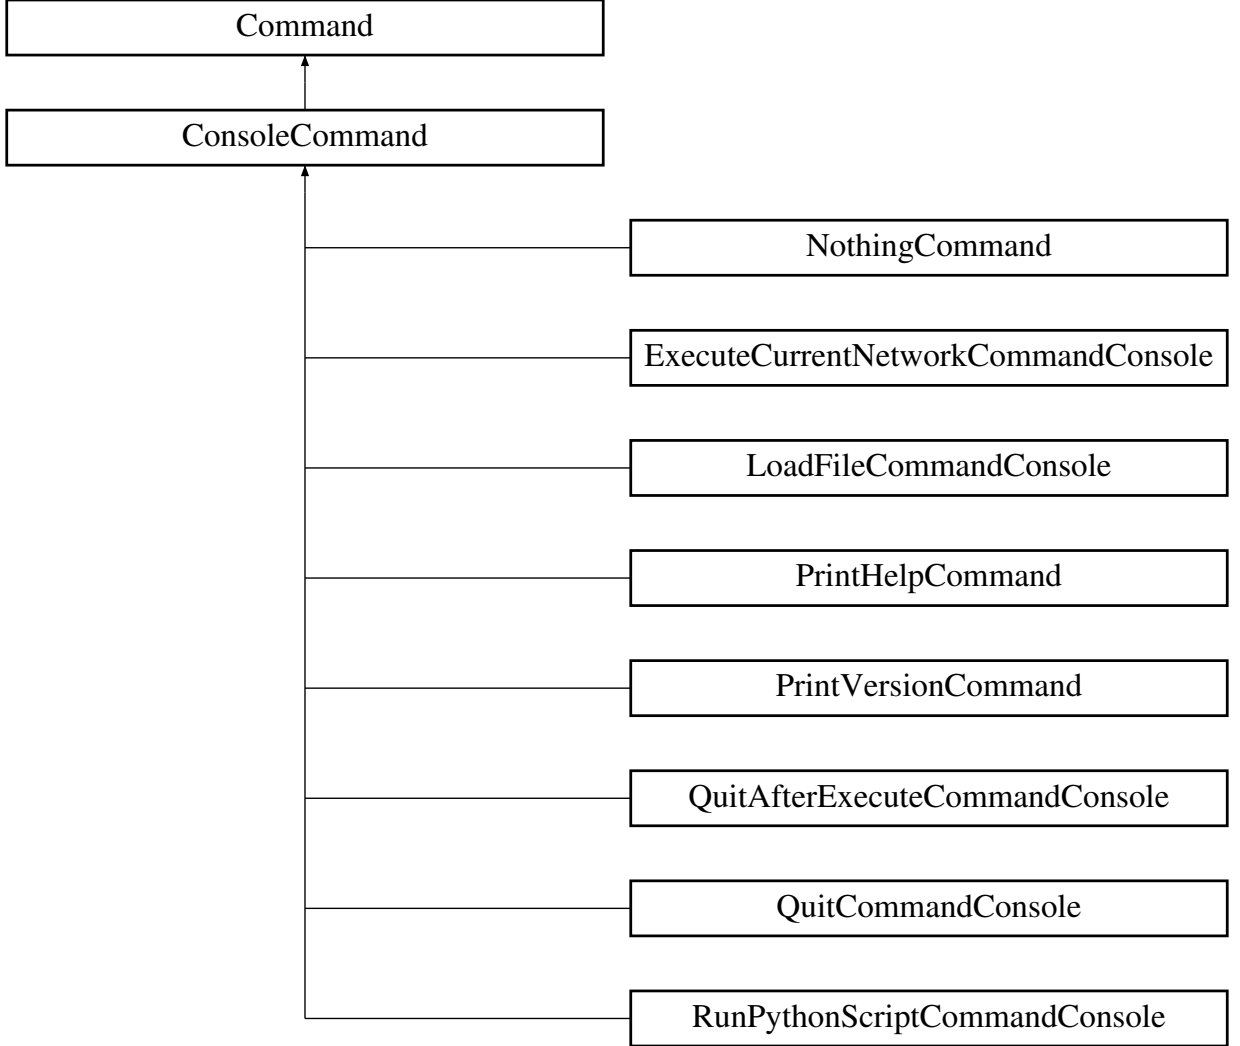 Command
ConsoleCommand
NothingCommand
ExecuteCurrentNetworkCommandConsole
LoadFileCommandConsole
PrintHelpCommand
PrintVersionCommand
QuitAfterExecuteCommandConsole
QuitCommandConsole
RunPythonScriptCommandConsole